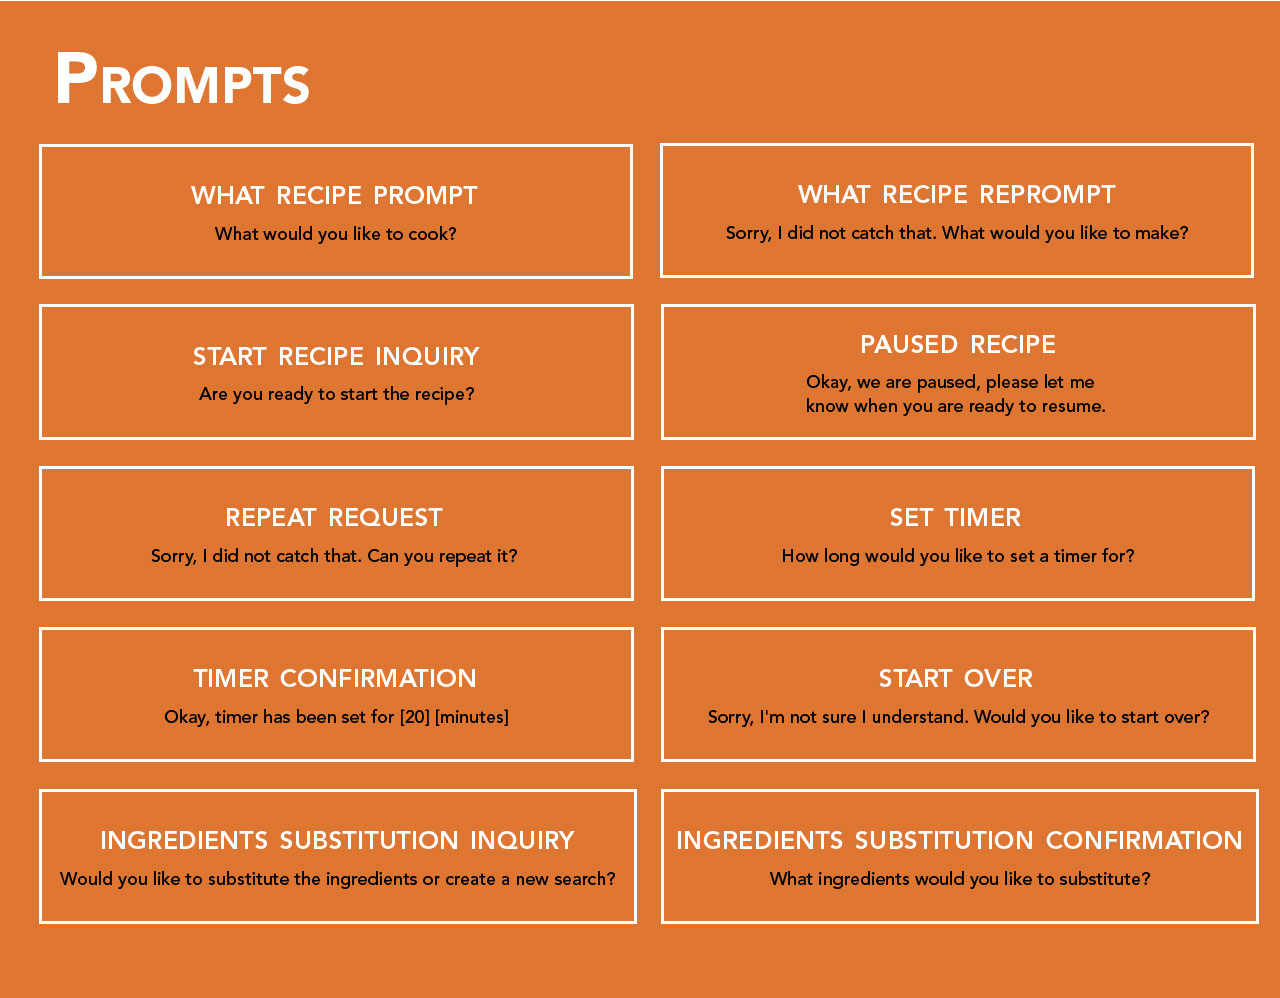 PROMPTS
WHAT RECIPE PROMPT
What would you like to cook?
WHAT RECIPE REPROMPT
Sorry, I did not catch that. What would you like to make?
START RECIPE INQUIRY
Are you ready to start the recipe?
PAUSED RECIPE
Okay, we are paused, please let me
know when you are ready to resume.
REPEAT REQUEST
Sorry, I did not catch that. Can you repeat it?
SET TIMER
How long would you like to set a timer for?
TIMER CONFIRMATION
Okay, timer has been set for [20] [minutes]
START OVER
Sorry, I'm not sure I understand. Would you like to start over?
INGREDIENTS SUBSTITUTION INQUIRY
Would you like to substitute the ingredients or create a new search?
INGREDIENTS SUBSTITUTION CONFIRMATION
What ingredients would you like to substitute?